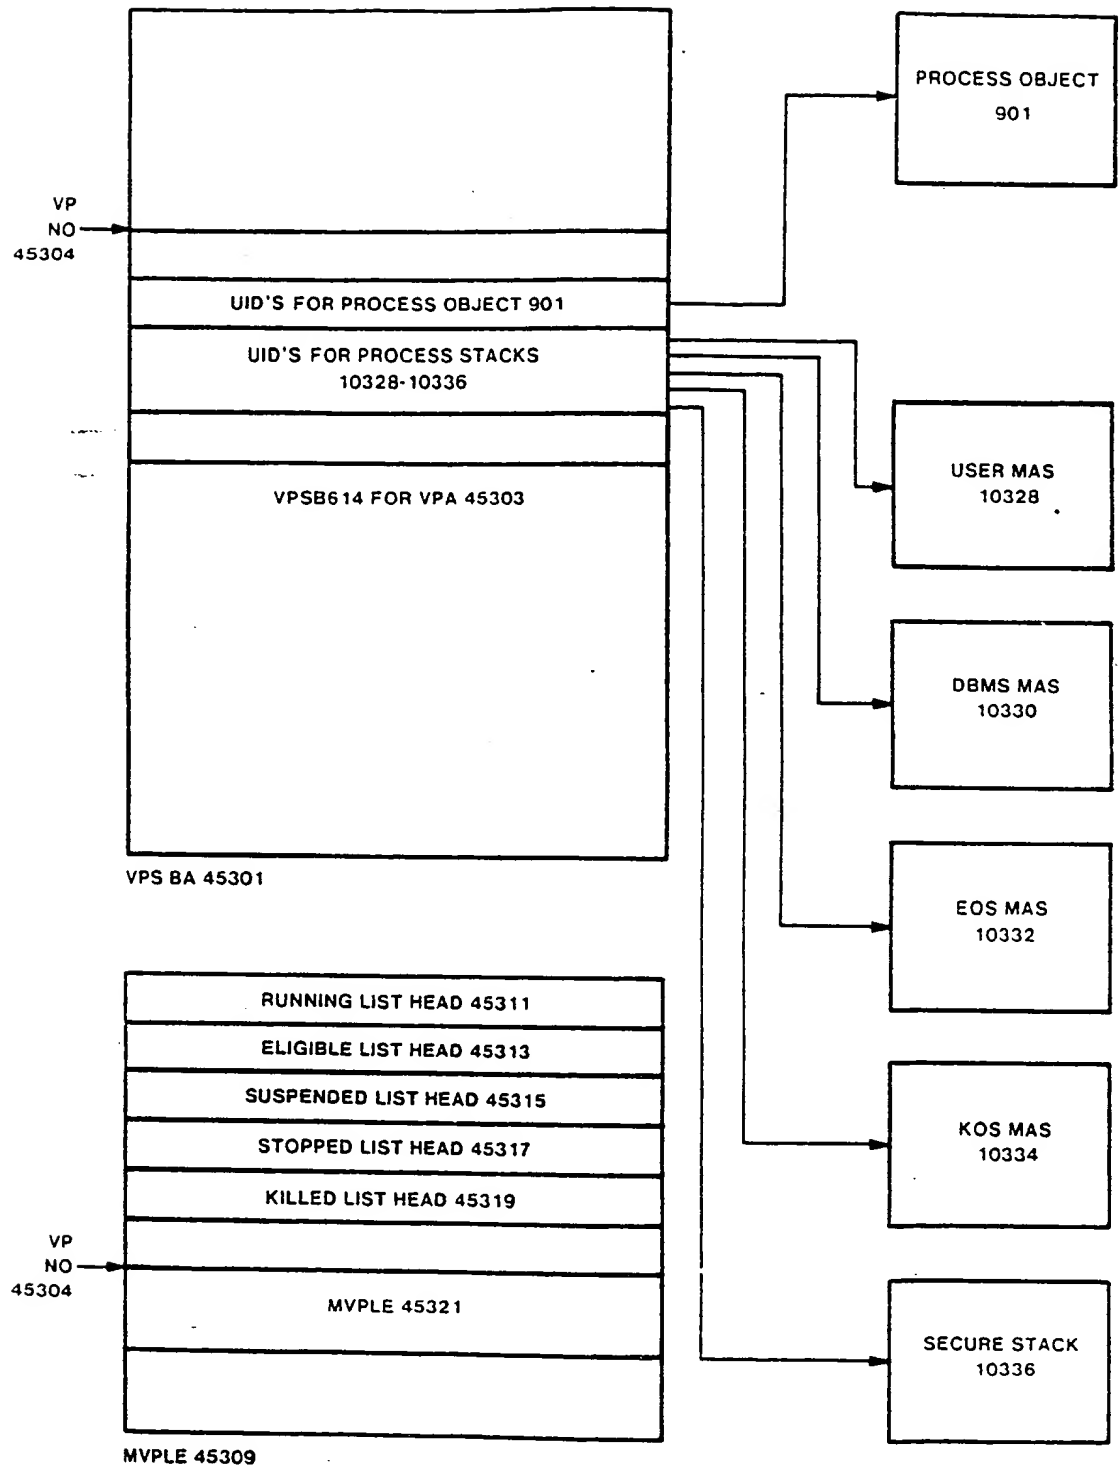 PROCESS OBJECT
901
VP
NO
45304
UID'S FOR PROCESS OBJECT 901
UID'S FOR PROCESS STACKS
10328-10336
VPSB614 FOR VPA 45303
USER MAS
10328
DBMS MAS
10330
VPS BA 45301
EOS MAS
10332
RUNNING LIST HEAD 45311
ELIGIBLE LIST HEAD 45313
SUSPENDED LIST HEAD 45315
STOPPED LIST HEAD 45317
KILLED LIST HEAD 45319
KOS MAS
10334
VP
NO
45304
MVPLE 45321
SECURE STACK
10336
MVPLE 45309